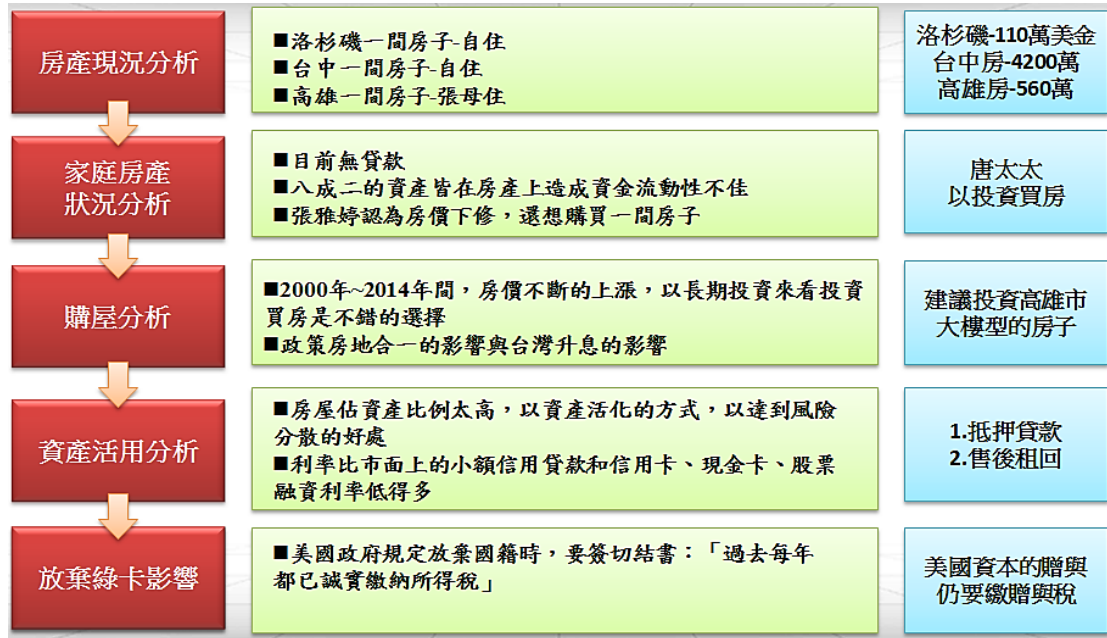 房產現況分析
■洛杉磯一間房子-自住
■台中一間房子-自住
■高雄一間房子-張母住
洛杉磯-110萬美金
台中房-4200萬
高雄房-560萬
家庭房產
狀況分析
■目前無貸款
■八成二的資產皆在房產上造成資金流動性不佳
■張雅婷認為房價下修，還想購買一間房子
唐太太
以投資買房
購屋分析
■2000年~2014年間，房價不斷的上漲，以長期投資來看投資
買房是不錯的選擇
■政策房地合一的影響與台灣升息的影響
建議投資高雄市
大樓型的房子
資產活用分析
■房屋佔資產比例太高，以資產活化的方式，以達到風險
分散的好處
■利率比市面上的小額信用貸款和信用卡、現金卡、股票
融資利率低得多
1.抵押貸款
2.售後租回
放棄綠卡影響
■美國政府規定放棄國籍時，要簽切結書：「過去每年
都已誠實繳納所得稅」
美國資本的贈與
仍要繳贈與稅